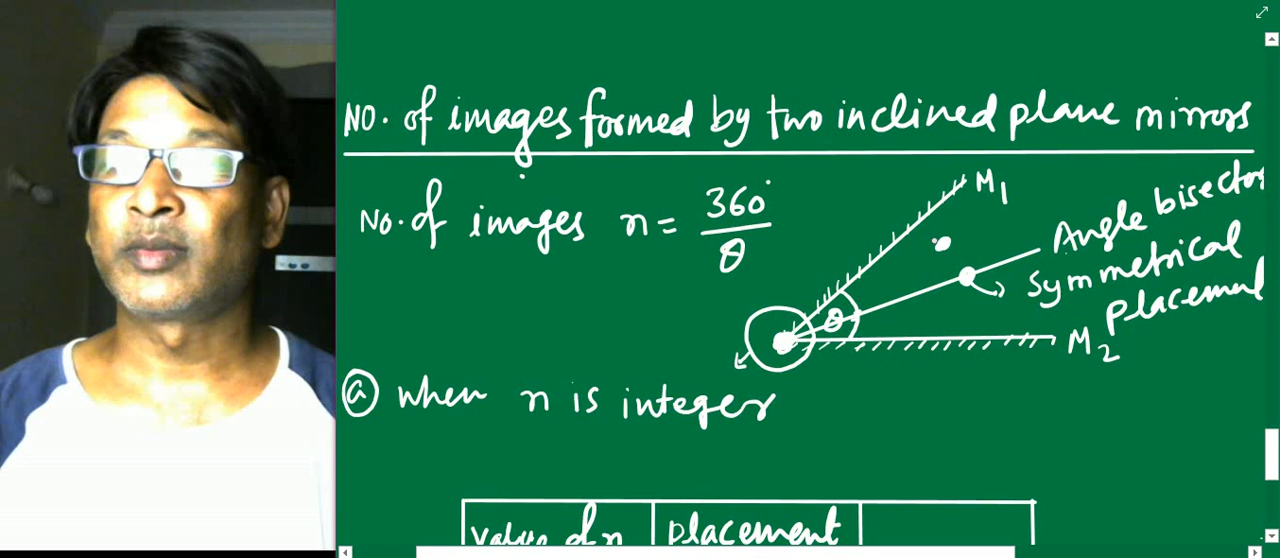 NO. of images formed by two inclined plane mirrors
No. of images n = 360° / θ
M1
Angle bisector
Symmetrical
Placement
θ
M2
(a) when n is integer
value of n placement